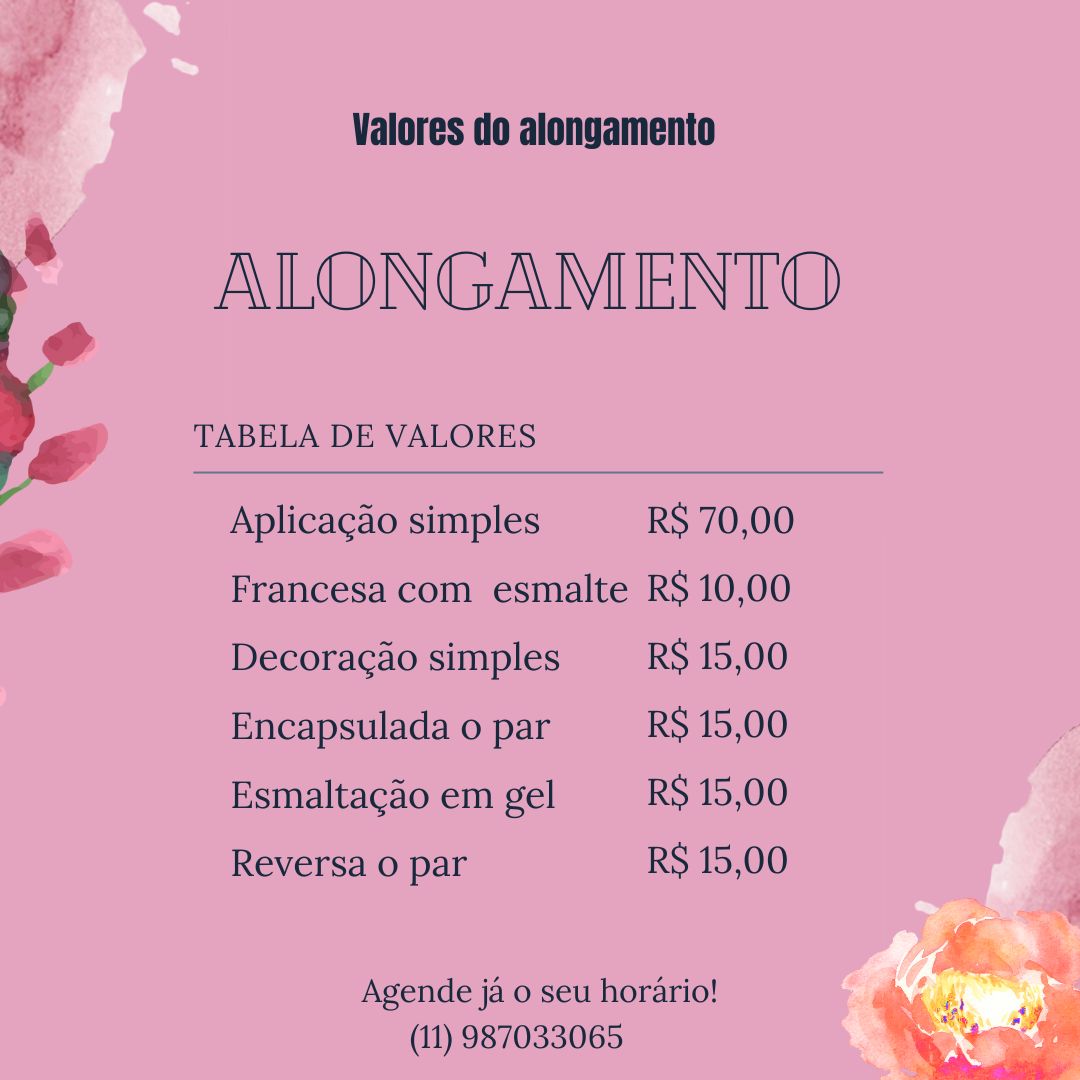 Valores do alongamento
ALONGAMENTO
TABELA DE VALORES
Aplicação simples R$ 70,00
Francesa com esmalte R$ 10,00
Decoração simples R$ 15,00
Encapsulada o par R$ 15,00
Esmaltação em gel R$ 15,00
Reversa o par R$ 15,00
Agende já o seu horário!
(11) 987033065